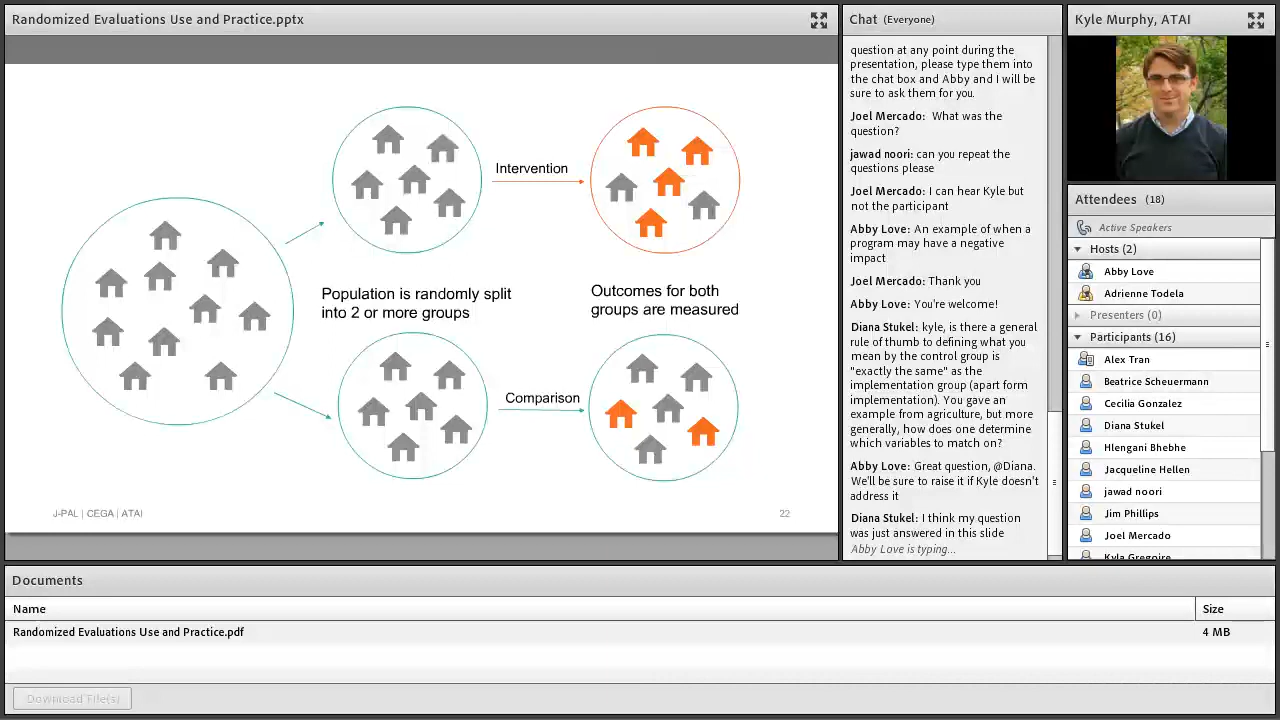 Randomized Evaluations Use and Practice.pptx
Intervention
Population is randomly split
into 2 or more groups
Outcomes for both
groups are measured
Comparison
J-PAL | CEGA | ATAI
22
Chat (Everyone)
question at any point during the
presentation, please type them into
the chat box and Abby and I will be
sure to ask them for you.
Joel Mercado: What was the
question?
jawad noori: can you repeat the
questions please
Joel Mercado: I can hear Kyle but
not the participant
Abby Love: An example of when a
program may have a negative
impact
Joel Mercado: Thank you
Abby Love: You're welcome!
Diana Stukel: kyle, is there a general
rule of thumb to defining what you
mean by the control group is
"exactly the same" as the
implementation group (apart form
implementation). You gave an
example from agriculture, but more
generally, how does one determine
which variables to match on?
Abby Love: Great question, @Diana.
We'll be sure to raise it if Kyle doesn't
address it
Diana Stukel: I think my question
was just answered in this slide
Abby Love is typing...
Kyle Murphy, ATAI
Attendees (18)
Active Speakers
Hosts (2)
Abby Love
Adrienne Todela
Presenters (0)
Participants (16)
Alex Tran
Beatrice Scheuermann
Cecilia Gonzalez
Diana Stukel
Hlengani Bhebhe
Jacqueline Hellen
jawad noori
Jim Phillips
Joel Mercado
Kyla Gregoire
Documents
Name
Size
Randomized Evaluations Use and Practice.pdf
4 MB
Download File(s)